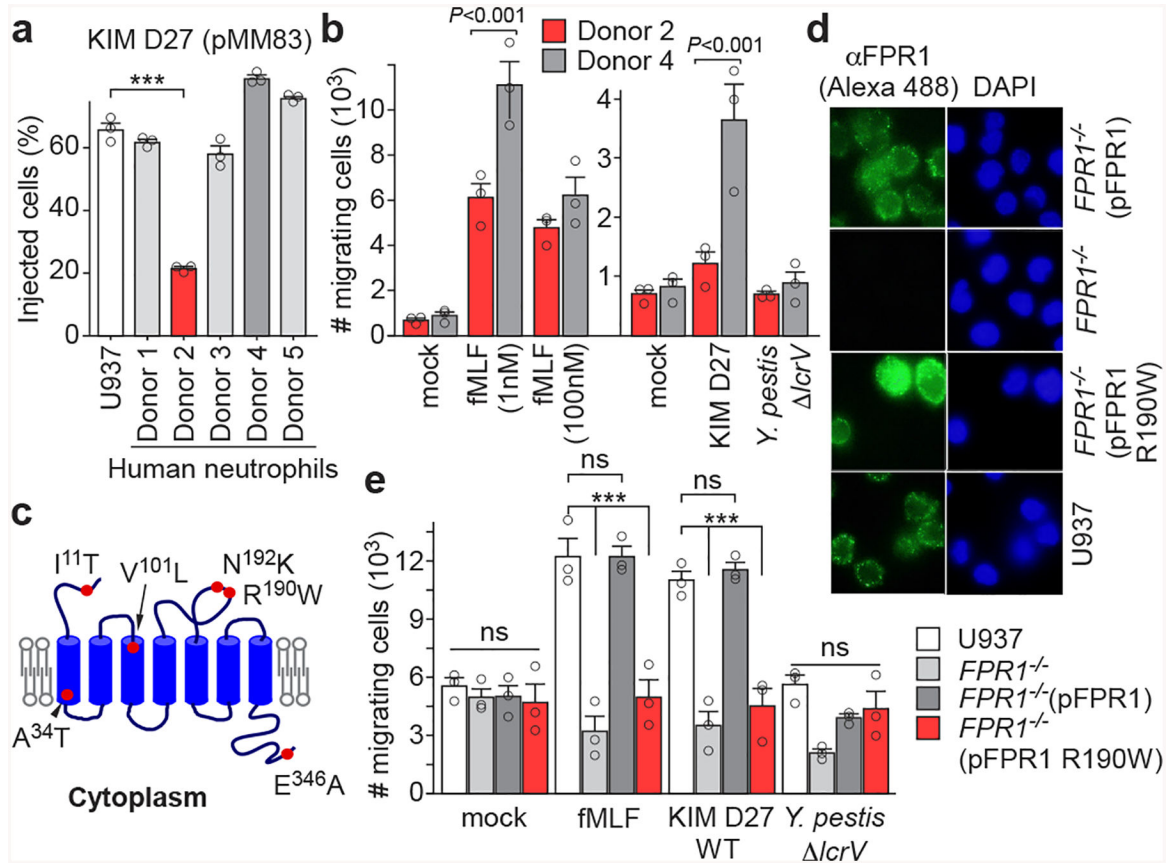 a
KIM D27 (pMM83)
***
Injected cells (%)
60
40
20
0
U937
Donor 1
Donor 2
Donor 3
Donor 4
Donor 5
Human neutrophils
b
P<0.001
Donor 2
Donor 4
P<0.001
# migrating cells (10³)
10
8
6
4
2
0
4
3
2
1
0
mock
fMLF
(1nM)
fMLF
(100nM)
mock
KIM D27
Y. pestis
ΔlcrV
c
I¹¹T
V¹⁰¹L
N¹⁹²K
R¹⁹⁰W
A³⁴T
E³⁴⁶A
Cytoplasm
d
αFPR1
(Alexa 488)
DAPI
FPR1⁻/⁻
(pFPR1)
FPR1⁻/⁻
FPR1⁻/⁻
(pFPR1
R190W)
U937
e
ns
***
ns
***
ns
ns
# migrating cells (10³)
12
9
6
3
0
mock
fMLF
KIM D27
WT
Y. pestis
ΔlcrV
U937
FPR1⁻/⁻
FPR1⁻/⁻(pFPR1)
FPR1⁻/⁻
(pFPR1 R190W)